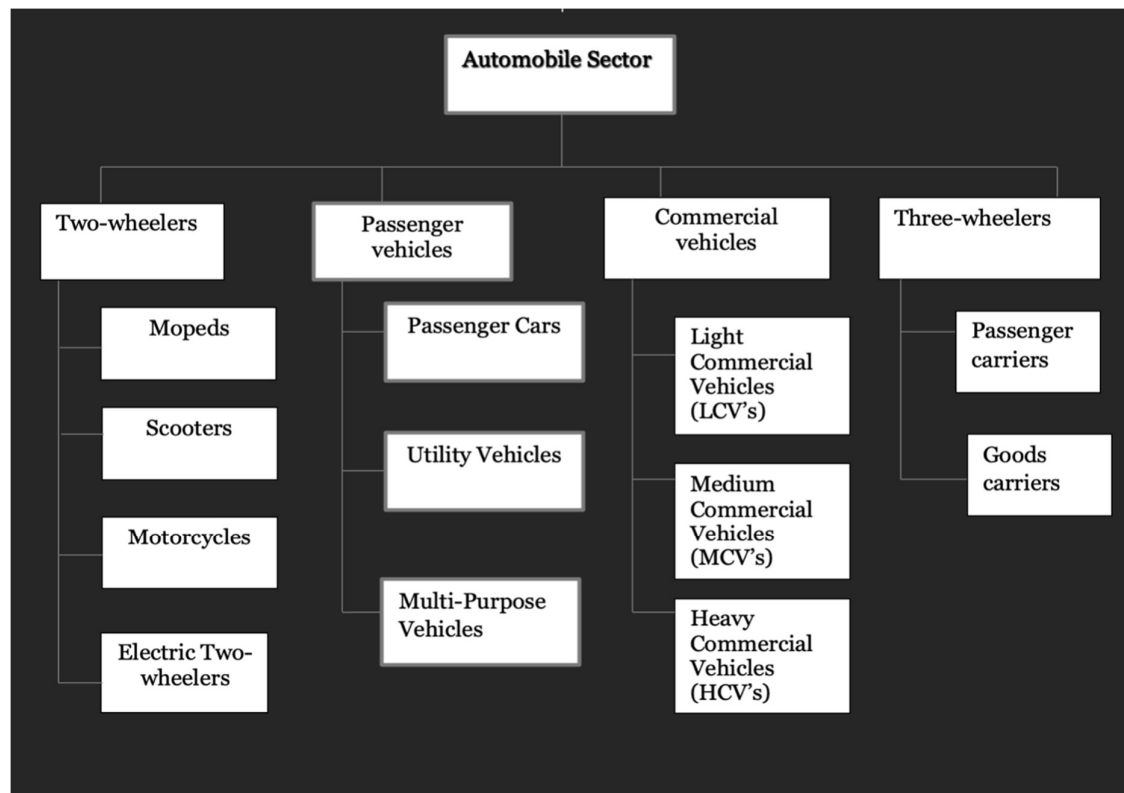 Automobile Sector
Two-wheelers
Mopeds
Scooters
Motorcycles
Electric Two-
wheelers
Passenger
vehicles
Passenger Cars
Utility Vehicles
Multi-Purpose
Vehicles
Commercial
vehicles
Light
Commercial
Vehicles
(LCV’s)
Medium
Commercial
Vehicles
(MCV’s)
Heavy
Commercial
Vehicles
(HCV’s)
Three-wheelers
Passenger
carriers
Goods
carriers